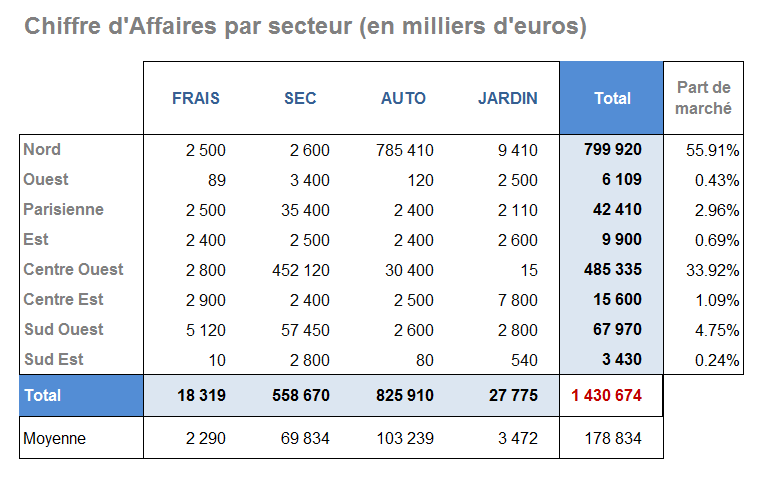 Chiffre d'Affaires par secteur (en milliers d'euros)
FRAIS SEC AUTO JARDIN Total Part de marché
Nord 2 500 2 600 785 410 9 410 799 920 55.91%
Ouest 89 3 400 120 2 500 6 109 0.43%
Parisienne 2 500 35 400 2 400 2 110 42 410 2.96%
Est 2 400 2 500 2 400 2 600 9 900 0.69%
Centre Ouest 2 800 452 120 30 400 15 485 335 33.92%
Centre Est 2 900 2 400 2 500 7 800 15 600 1.09%
Sud Ouest 5 120 57 450 2 600 2 800 67 970 4.75%
Sud Est 10 2 800 80 540 3 430 0.24%
Total 18 319 558 670 825 910 27 775 1 430 674
Moyenne 2 290 69 834 103 239 3 472 178 834